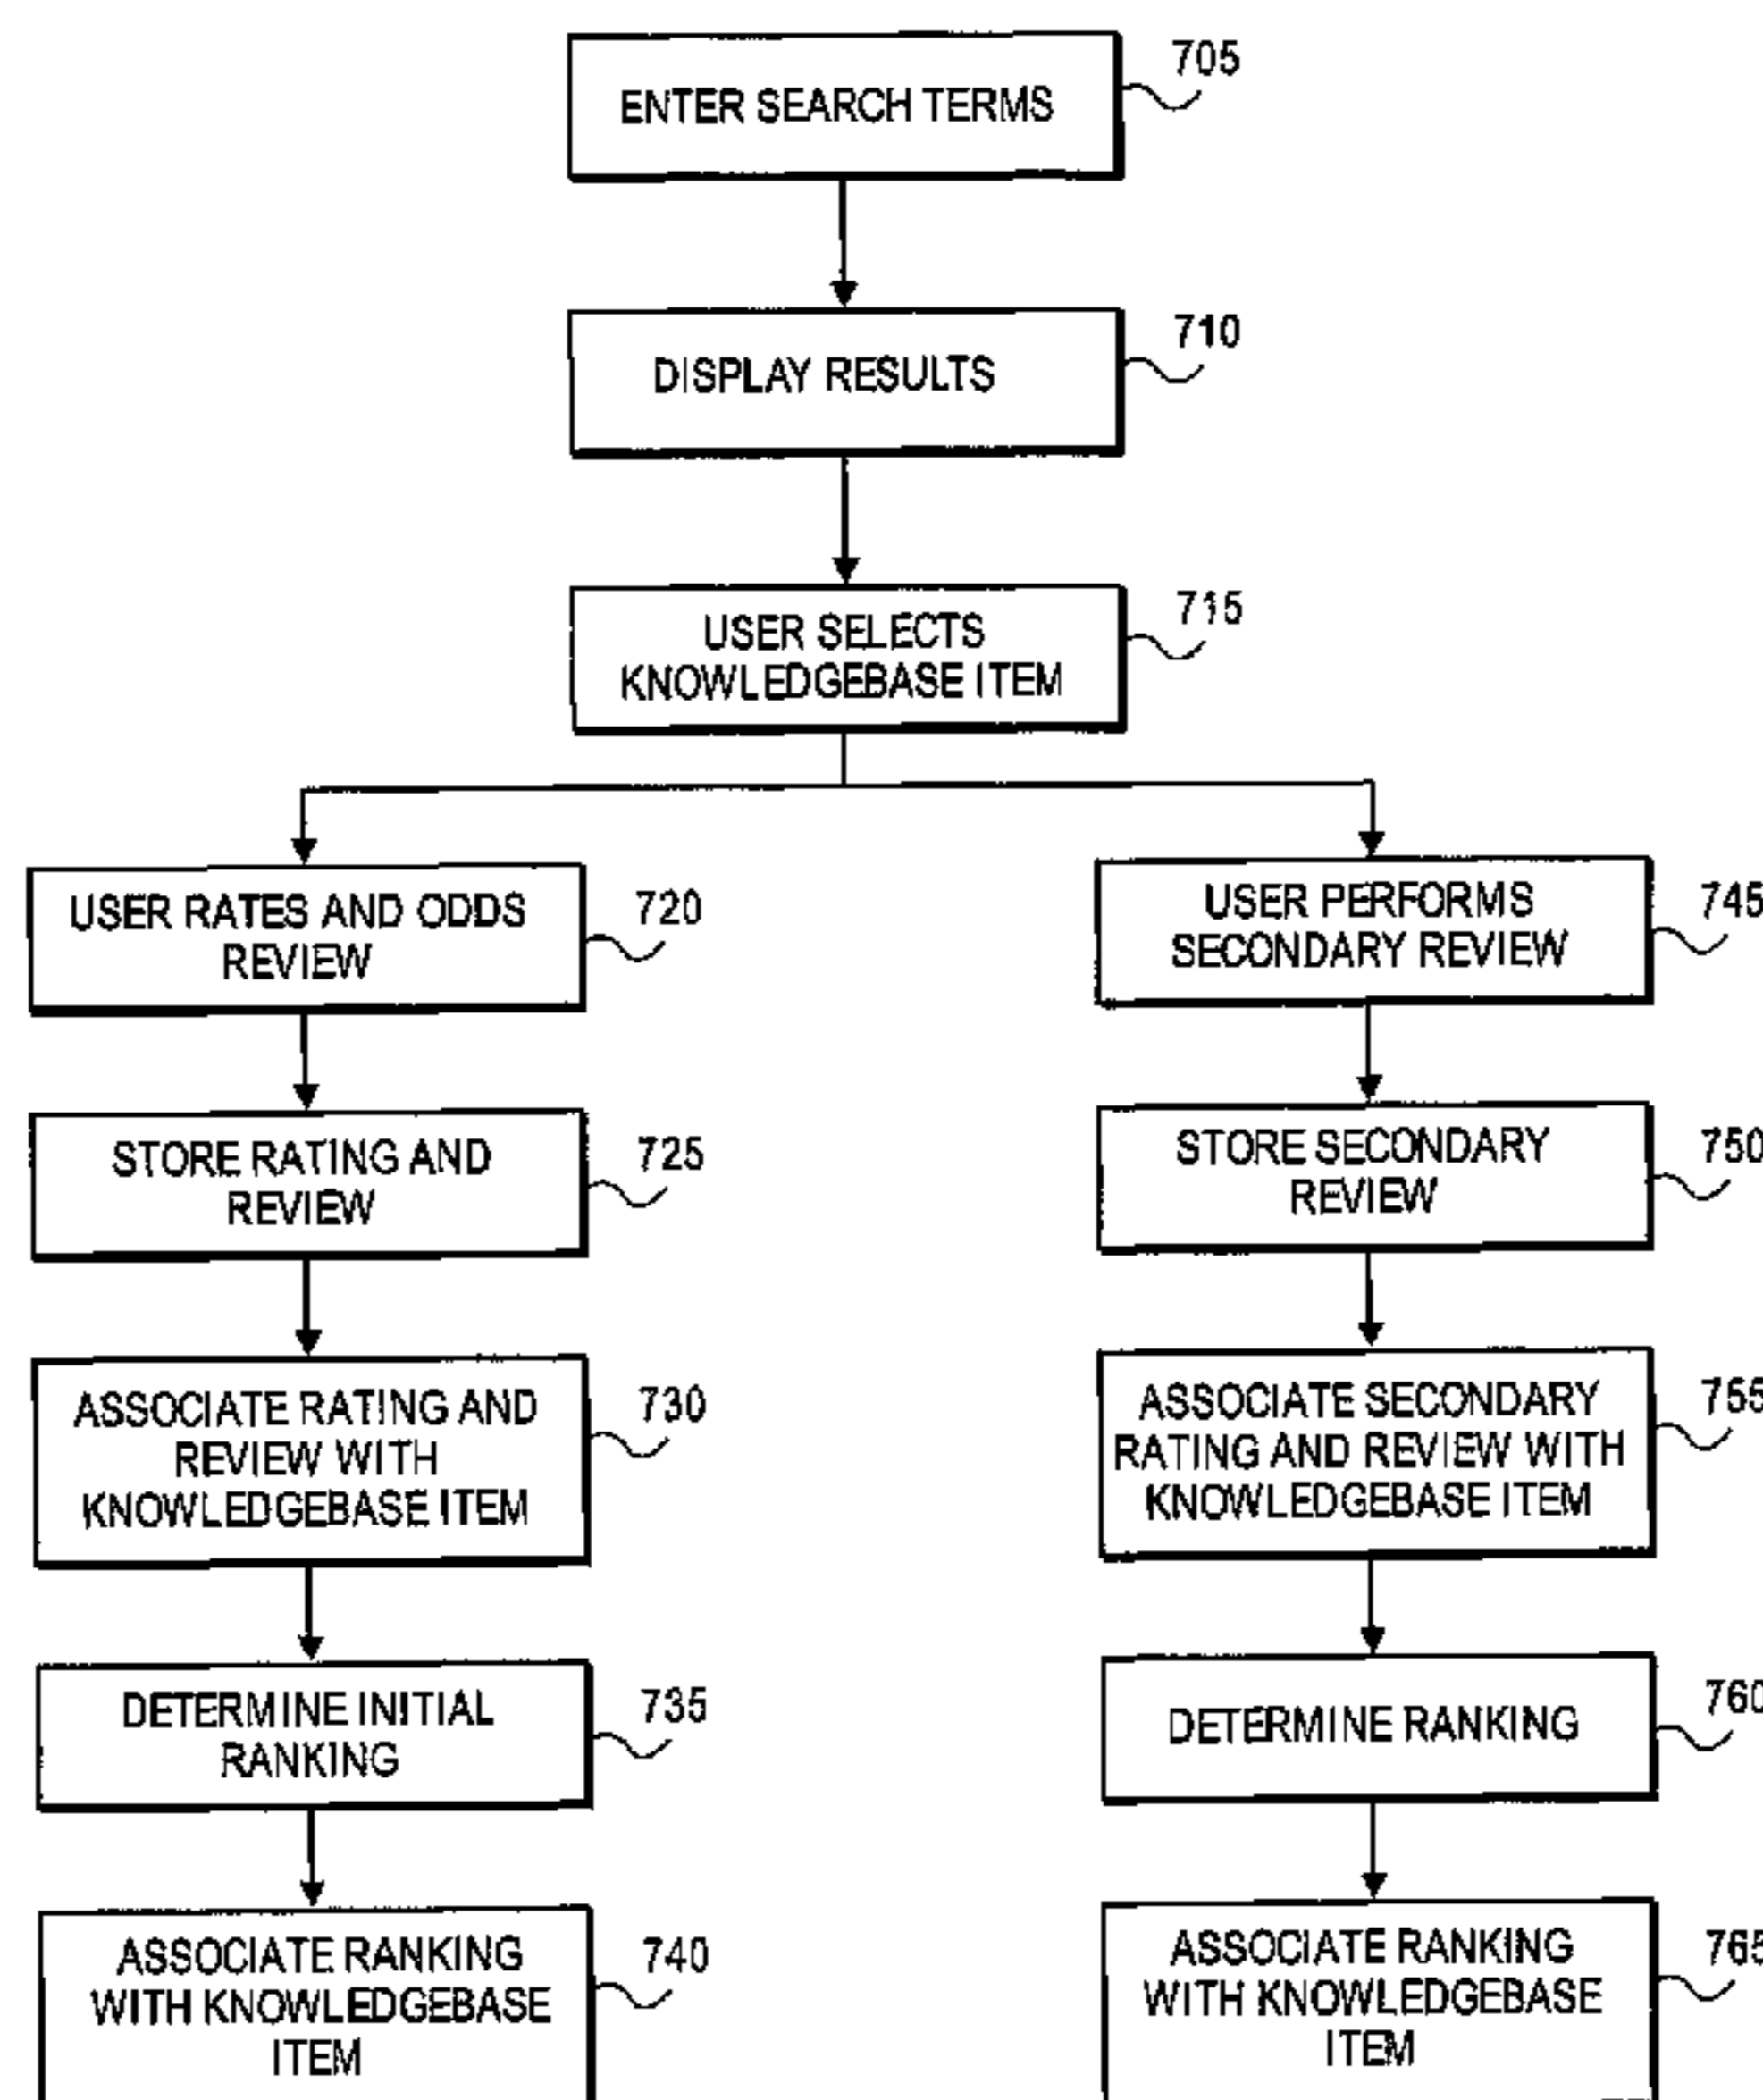 ENTER SEARCH TERMS
705
DISPLAY RESULTS
710
USER SELECTS
KNOWLEDGEBASE ITEM
715
USER RATES AND ODDS
REVIEW
720
STORE RATING AND
REVIEW
725
ASSOCIATE RATING AND
REVIEW WITH
KNOWLEDGEBASE ITEM
730
DETERMINE INITIAL
RANKING
735
ASSOCIATE RANKING
WITH KNOWLEDGEBASE
ITEM
740
USER PERFORMS
SECONDARY REVIEW
745
STORE SECONDARY
REVIEW
750
ASSOCIATE SECONDARY
RATING AND REVIEW WITH
KNOWLEDGEBASE ITEM
755
DETERMINE RANKING
760
ASSOCIATE RANKING
WITH KNOWLEDGEBASE
ITEM
765